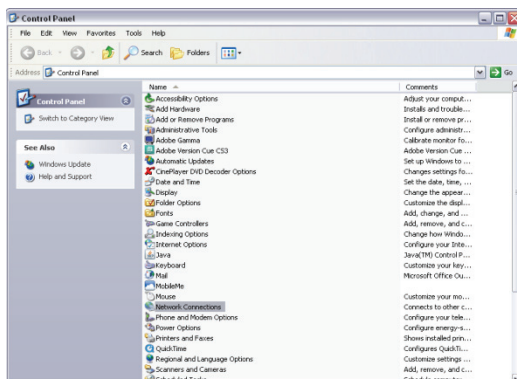 Control Panel
File Edit View Favorites Tools Help
Back Search Folders
Address Control Panel Go
Control Panel
Switch to Category View
See Also
Windows Update
Help and Support
Name Comments
Accessibility Options Adjust your comput...
Add Hardware Installs and trouble...
Add or Remove Programs Install or remove pr...
Administrative Tools Configure administr...
Adobe Gamma Calibrate monitor fo...
Adobe Version Cue CS3 Adobe Version Cue ...
Automatic Updates Set up Windows to ...
CinePlayer DVD Decoder Options Changes settings fo...
Date and Time Set the date, time, ...
Display Change the appear...
Folder Options Customize the displ...
Fonts Add, change, and ...
Game Controllers Add, remove, and c...
Indexing Options Change how Windo...
Internet Options Configure your Inte...
Java Java(TM) Control P...
Keyboard Customize your key...
Mail Microsoft Office Ou...
MobileMe
Mouse Customize your mo...
Network Connections Connects to other c...
Phone and Modem Options Configure your tele...
Power Options Configure energy-s...
Printers and Faxes Shows installed prin...
QuickTime Configures QuickTi...
Regional and Language Options Customize settings ...
Scanners and Cameras Add, remove, and c...